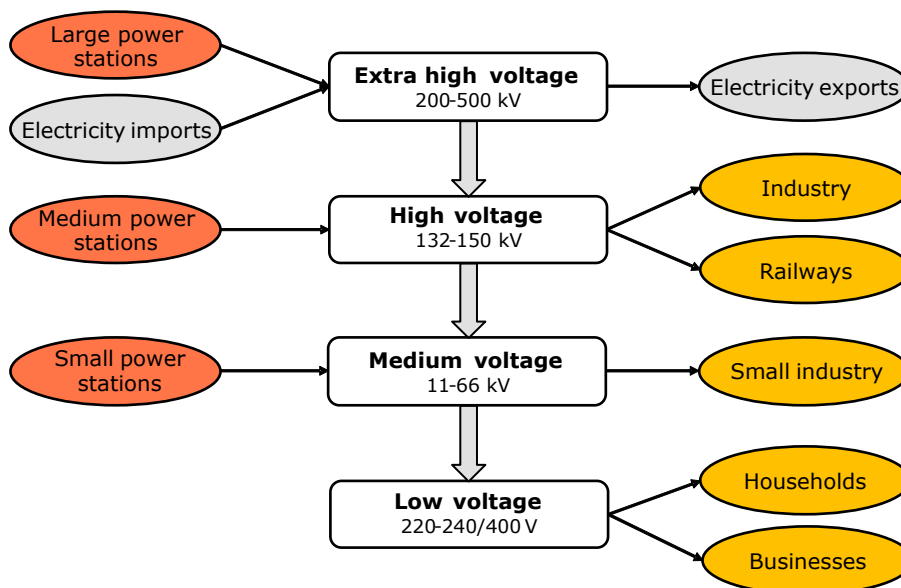 Large power
stations
Extra high voltage
200-500 kV
Electricity exports
Electricity imports
Medium power
stations
High voltage
132-150 kV
Industry
Railways
Small power
stations
Medium voltage
11-66 kV
Small industry
Low voltage
220-240/400 V
Households
Businesses